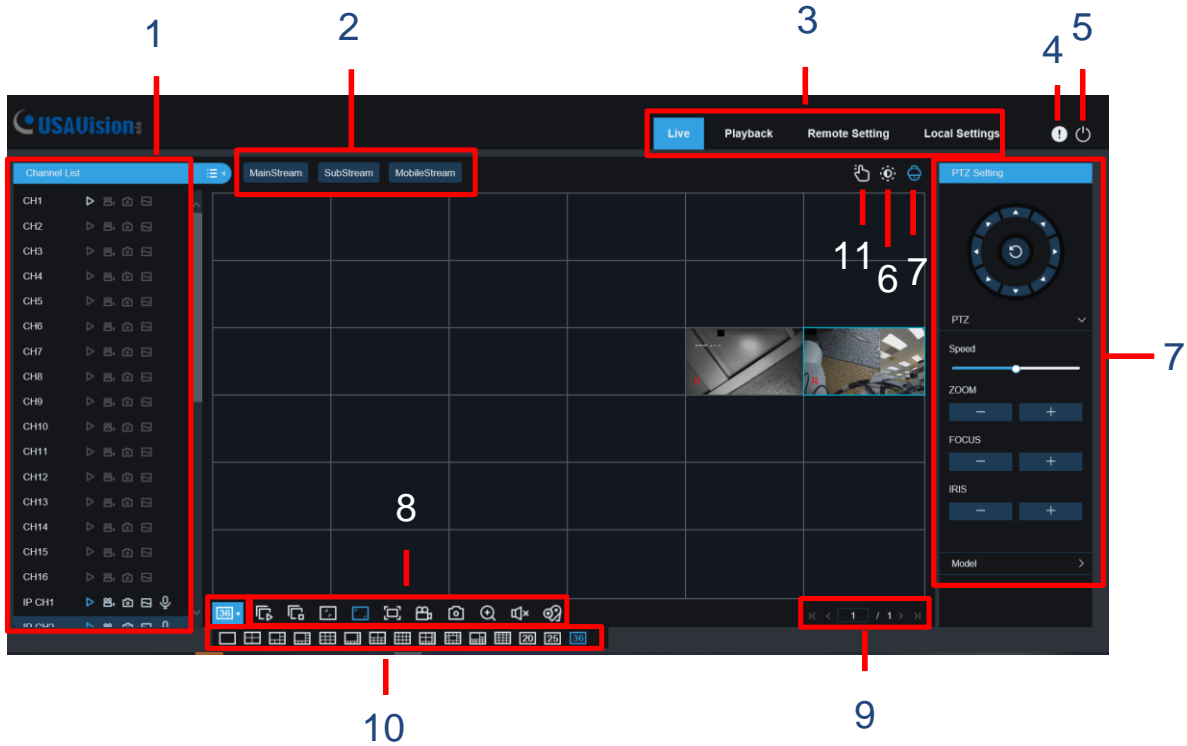 1
2
3
4
5
USAVision
Live Playback Remote Setting Local Settings
!
Channel List
MainStream SubStream MobileStream
PTZ Setting
11
6
7
CH1
CH2
CH3
CH4
CH5
CH6
CH7
CH8
CH9
CH10
CH11
CH12
CH13
CH14
CH15
CH16
IP CH1
IP CH2
R
R
PTZ
Speed
ZOOM
− +
FOCUS
− +
IRIS
− +
Model
7
8
36
1 / 1
20 25 36
10
9